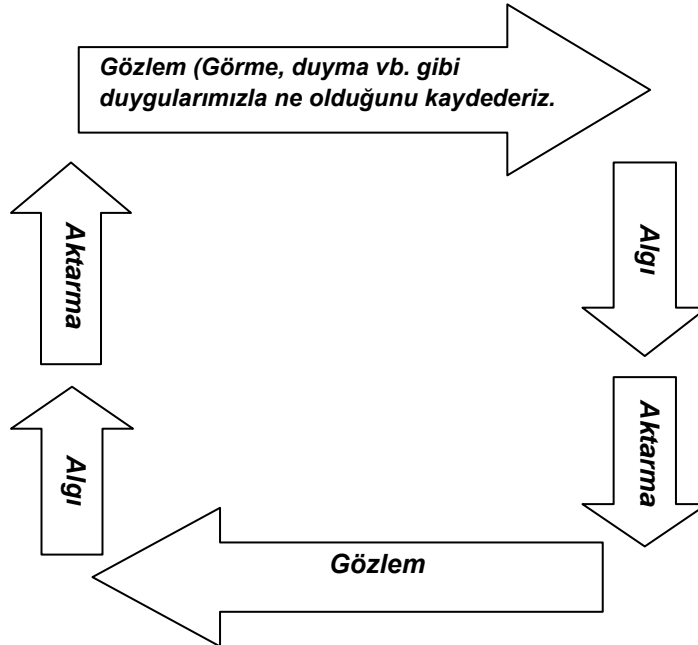 Gözlem (Görme, duyma vb. gibi
duygularımızla ne olduğunu kaydederiz.
Algı
Aktarma
Gözlem
Algı
Aktarma